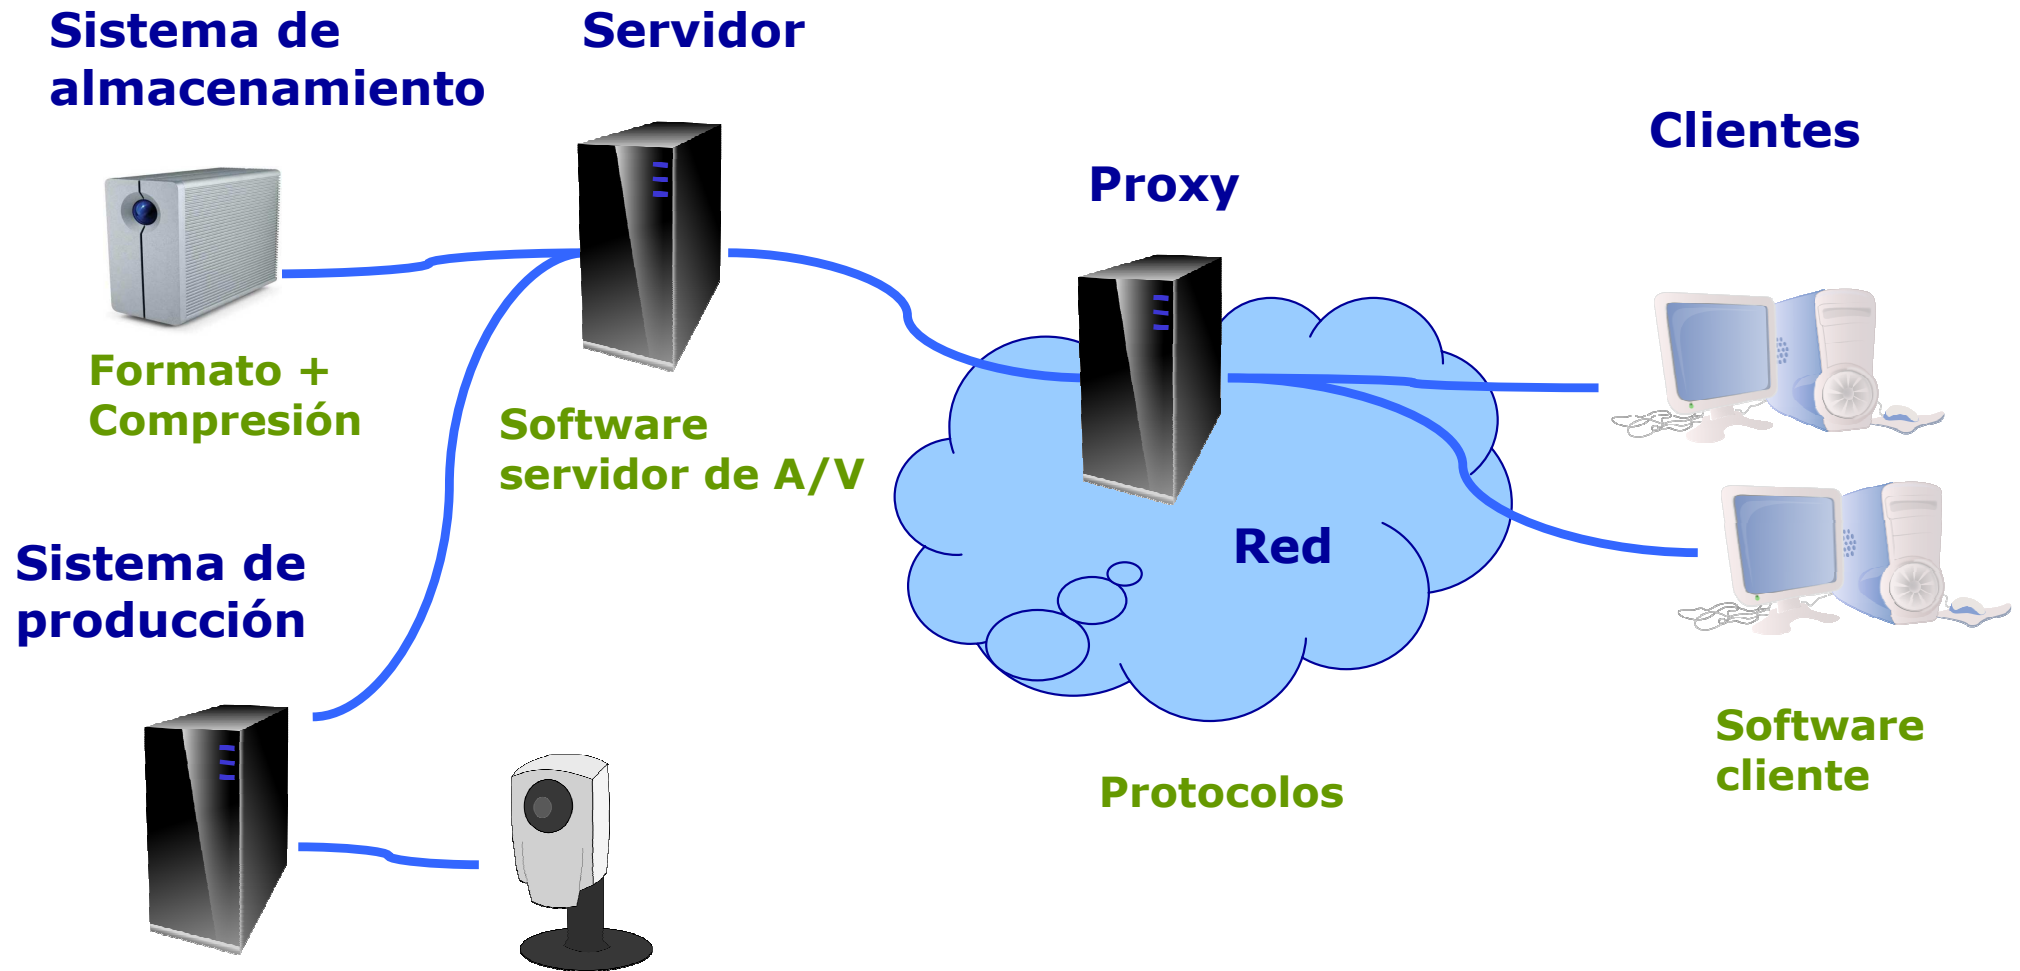 Sistema de
almacenamiento
Servidor
Clientes
Proxy
Formato +
Compresión
Software
servidor de A/V
Sistema de
producción
Red
Protocolos
Software
cliente